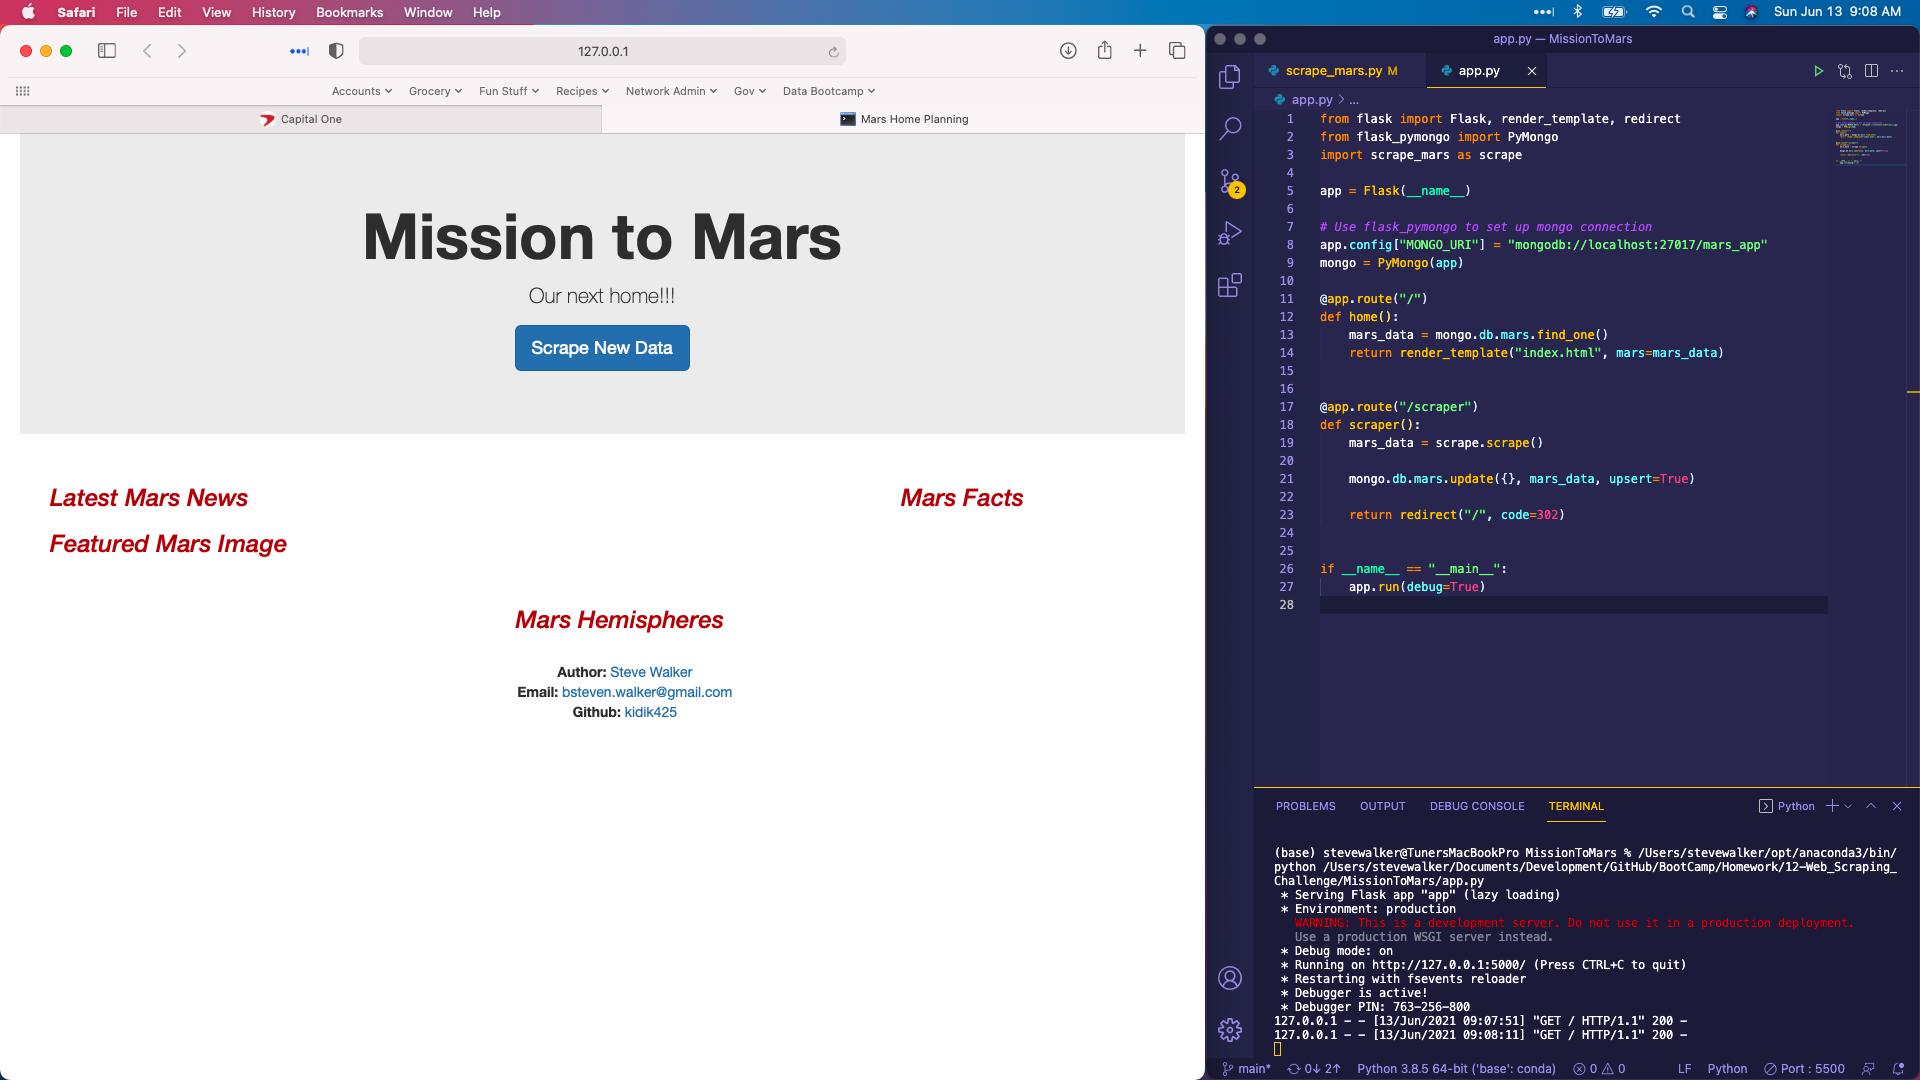 Safari File Edit View History Bookmarks Window Help
Sun Jun 13 9:08 AM
127.0.0.1
Accounts Grocery Fun Stuff Recipes Network Admin Gov Data Bootcamp
Capital One
Mars Home Planning
Mission to Mars
Our next home!!!
Scrape New Data
Latest Mars News
Mars Facts
Featured Mars Image
Mars Hemispheres
Author: Steve Walker
Email: bsteven.walker@gmail.com
Github: kidik425
app.py — MissionToMars
scrape_mars.py M
app.py
app.py > ...
2
1 from flask import Flask, render_template, redirect
2 from flask_pymongo import PyMongo
3 import scrape_mars as scrape
4
5 app = Flask(__name__)
6
7 # Use flask_pymongo to set up mongo connection
8 app.config["MONGO_URI"] = "mongodb://localhost:27017/mars_app"
9 mongo = PyMongo(app)
10
11 @app.route("/")
12 def home():
13     mars_data = mongo.db.mars.find_one()
14     return render_template("index.html", mars=mars_data)
15
16
17 @app.route("/scraper")
18 def scraper():
19     mars_data = scrape.scrape()
20
21     mongo.db.mars.update({}, mars_data, upsert=True)
22
23     return redirect("/", code=302)
24
25
26 if __name__ == "__main__":
27     app.run(debug=True)
28
PROBLEMS OUTPUT DEBUG CONSOLE TERMINAL
Python
(base) stevewalker@TunersMacBookPro MissionToMars % /Users/stevewalker/opt/anaconda3/bin/
python /Users/stevewalker/Documents/Development/GitHub/BootCamp/Homework/12-Web_Scraping_
Challenge/MissionToMars/app.py
* Serving Flask app "app" (lazy loading)
* Environment: production
WARNING: This is a development server. Do not use it in a production deployment.
Use a production WSGI server instead.
* Debug mode: on
* Running on http://127.0.0.1:5000/ (Press CTRL+C to quit)
* Restarting with fsevents reloader
* Debugger is active!
* Debugger PIN: 763-256-800
127.0.0.1 - - [13/Jun/2021 09:07:51] "GET / HTTP/1.1" 200 -
127.0.0.1 - - [13/Jun/2021 09:08:11] "GET / HTTP/1.1" 200 -
main* 0↓ 2↑ Python 3.8.5 64-bit ('base': conda) 0 0 LF Python Port : 5500